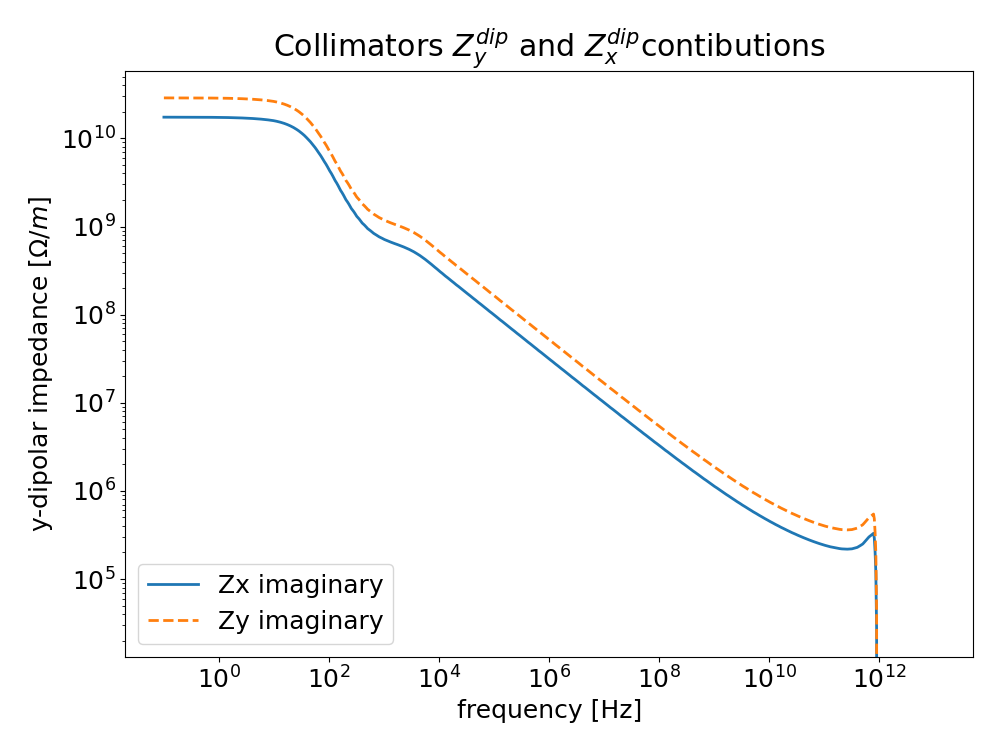 Collimators $Z_y^{dip}$ and $Z_x^{dip}$contibutions
y-dipolar impedance [Ω/m]
10^10
10^9
10^8
10^7
10^6
10^5
Zx imaginary
Zy imaginary
10^0 10^2 10^4 10^6 10^8 10^10 10^12
frequency [Hz]